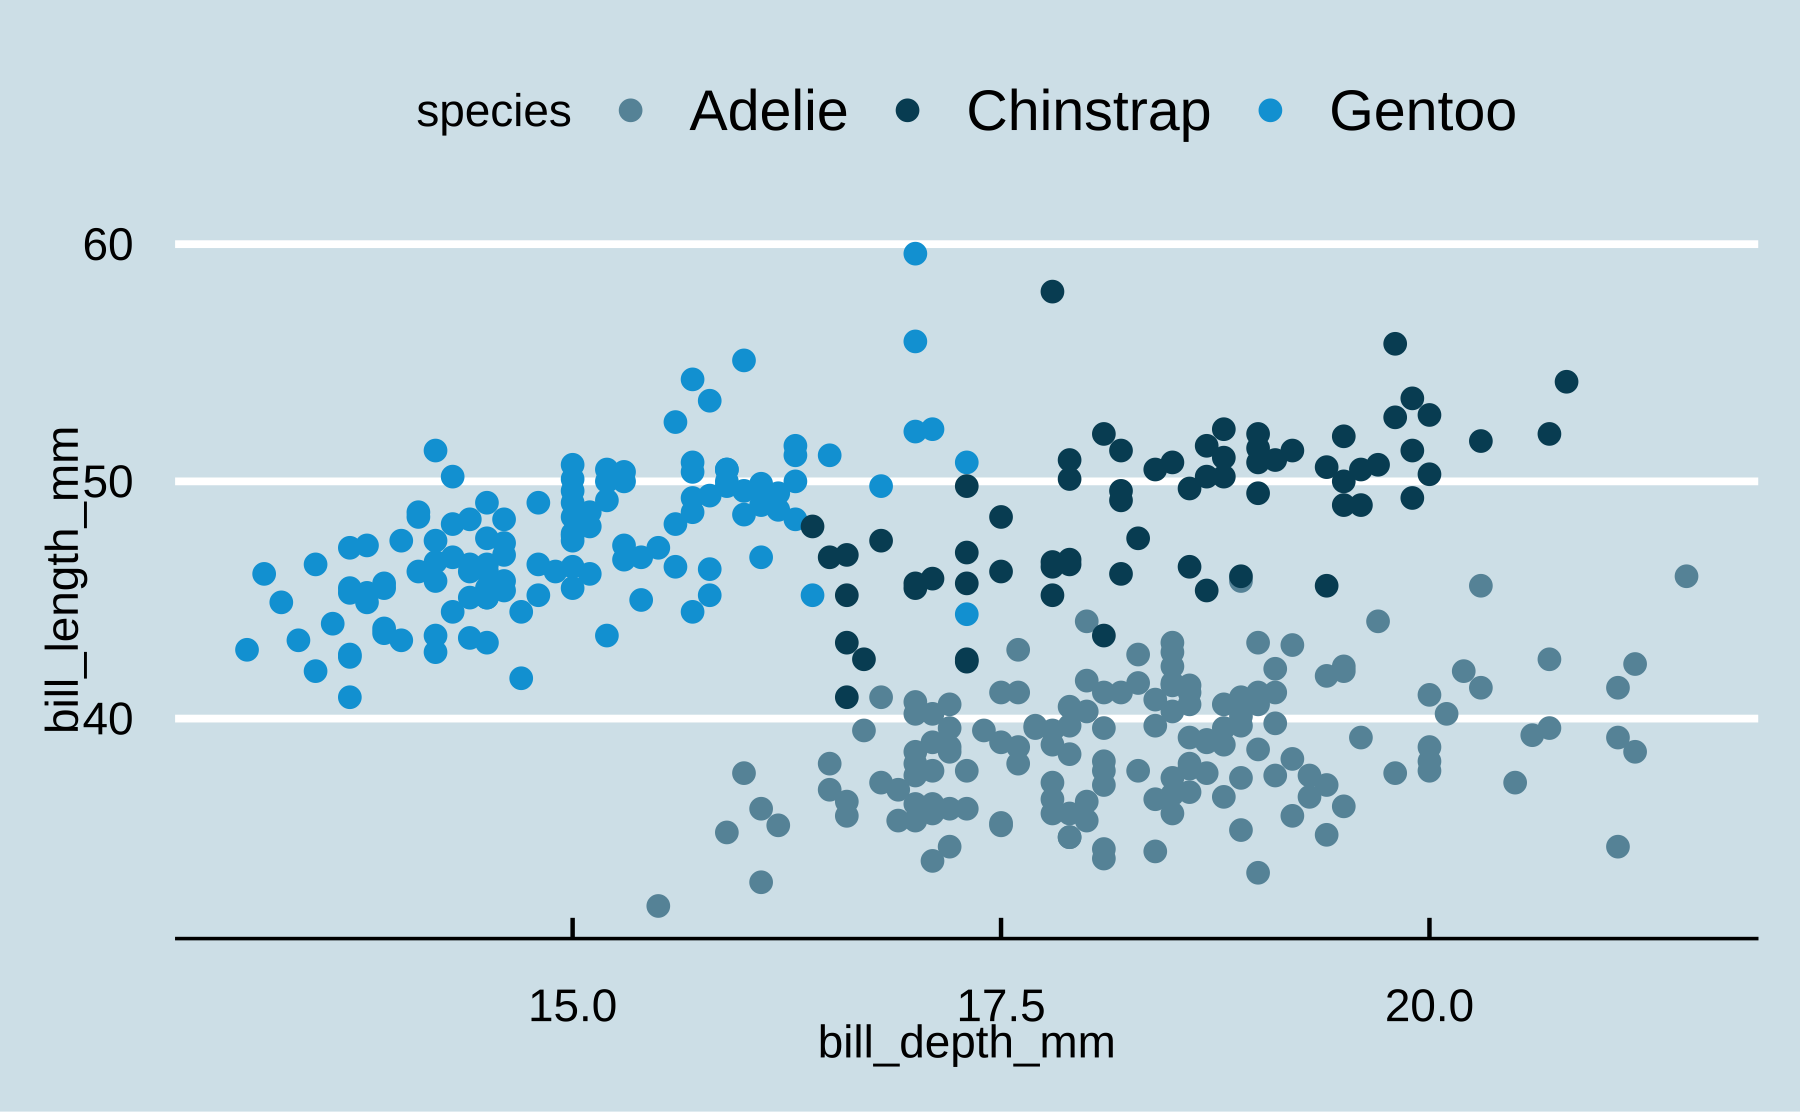 species Adelie Chinstrap Gentoo
60
50
40
bill_length_mm
15.0 17.5 20.0
bill_depth_mm